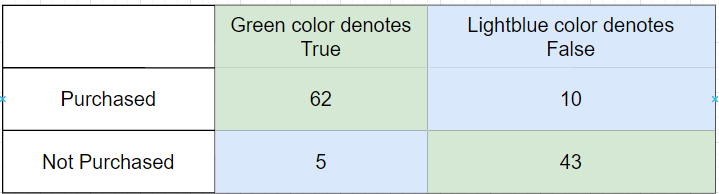 Green color denotes
True
Lightblue color denotes
False
Purchased
62
10
Not Purchased
5
43